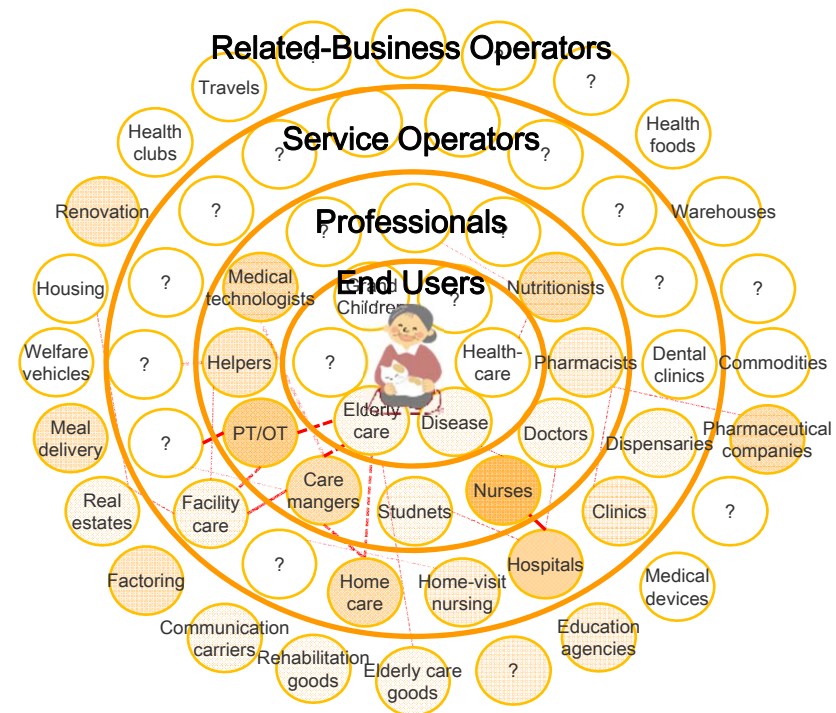 Related-Business Operators
?
?
?
Travels
Health
clubs
Health
foods
Service Operators
?
?
Renovation
?
?
Warehouses
Professionals
?
?
Housing
?
Medical
technologists
End Users
Grand
Children
?
Nutritionists
?
?
Welfare
vehicles
?
Helpers
?
Health-
care
Pharmacists
Dental
clinics
Commodities
Meal
delivery
?
PT/OT
Elderly
care
Disease
Doctors
Dispensaries
Pharmaceutical
companies
Real
estates
Facility
care
Care
mangers
Studnets
Nurses
Clinics
?
Factoring
?
Home
care
Home-visit
nursing
Hospitals
Medical
devices
Communication
carriers
Rehabilitation
goods
Elderly care
goods
?
Education
agencies